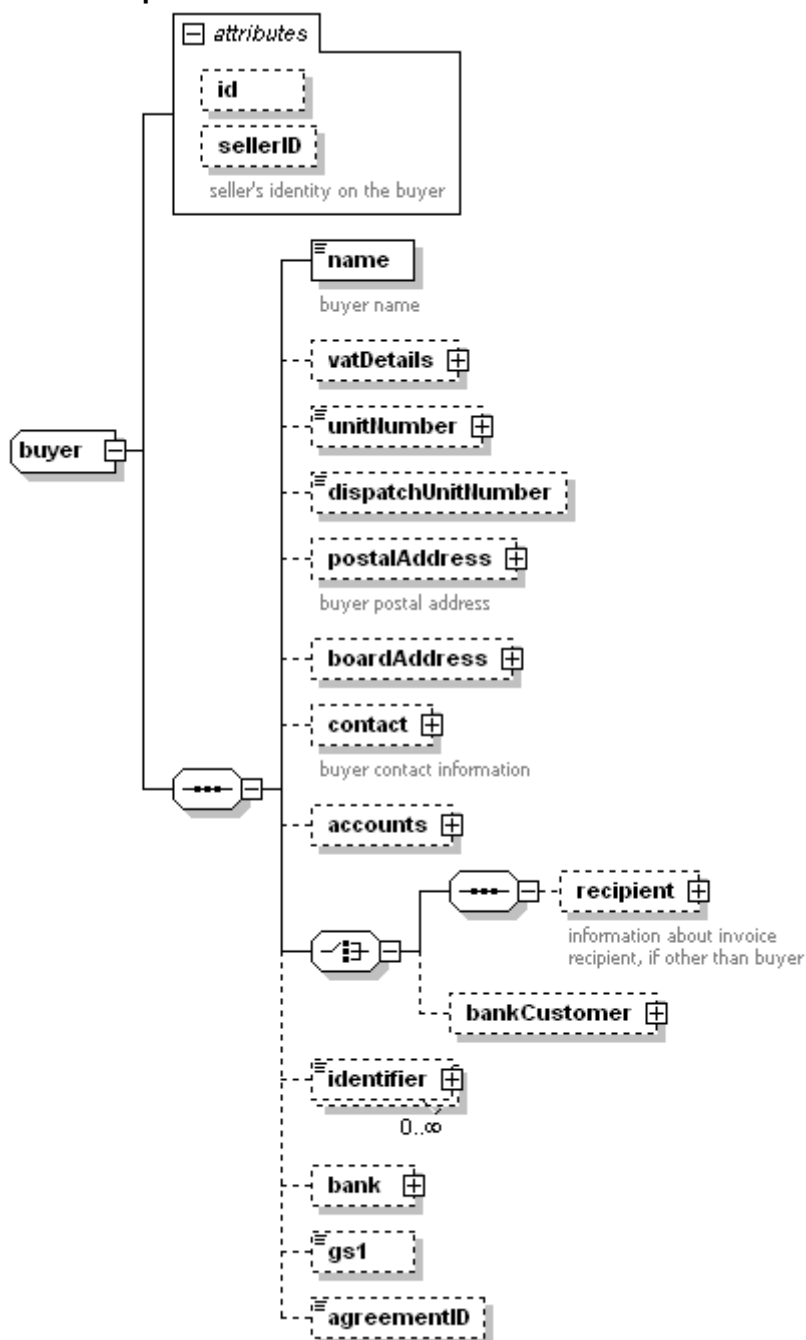 attributes
id
sellerID
seller's identity on the buyer
name
buyer name
vatDetails
unitNumber
buyer
dispatchUnitNumber
postalAddress
buyer postal address
boardAddress
contact
buyer contact information
accounts
recipient
information about invoice
recipient, if other than buyer
bankCustomer
identifier
0..∞
bank
gs1
agreementID